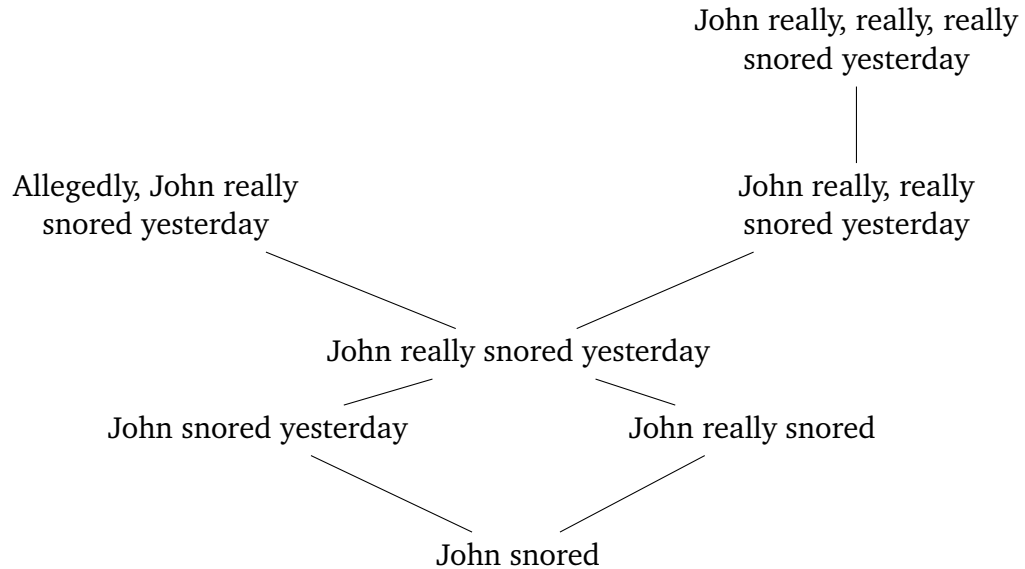 John really, really, really
snored yesterday
Allegedly, John really
snored yesterday
John really, really
snored yesterday
John really snored yesterday
John snored yesterday
John really snored
John snored